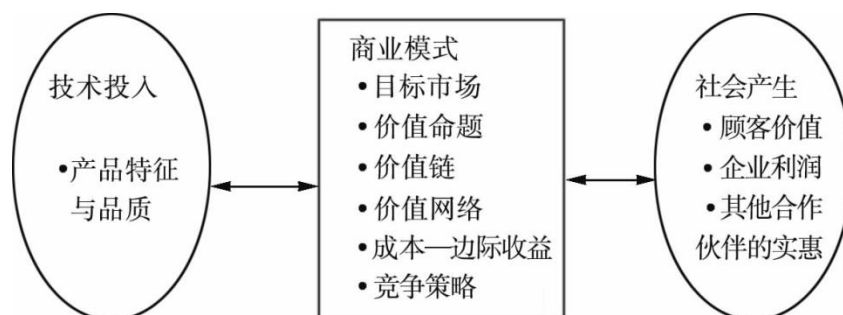 技术投入
•产品特征
与品质
商业模式
•目标市场
•价值命题
•价值链
•价值网络
•成本—边际收益
•竞争策略
社会产生
•顾客价值
•企业利润
•其他合作
伙伴的实惠